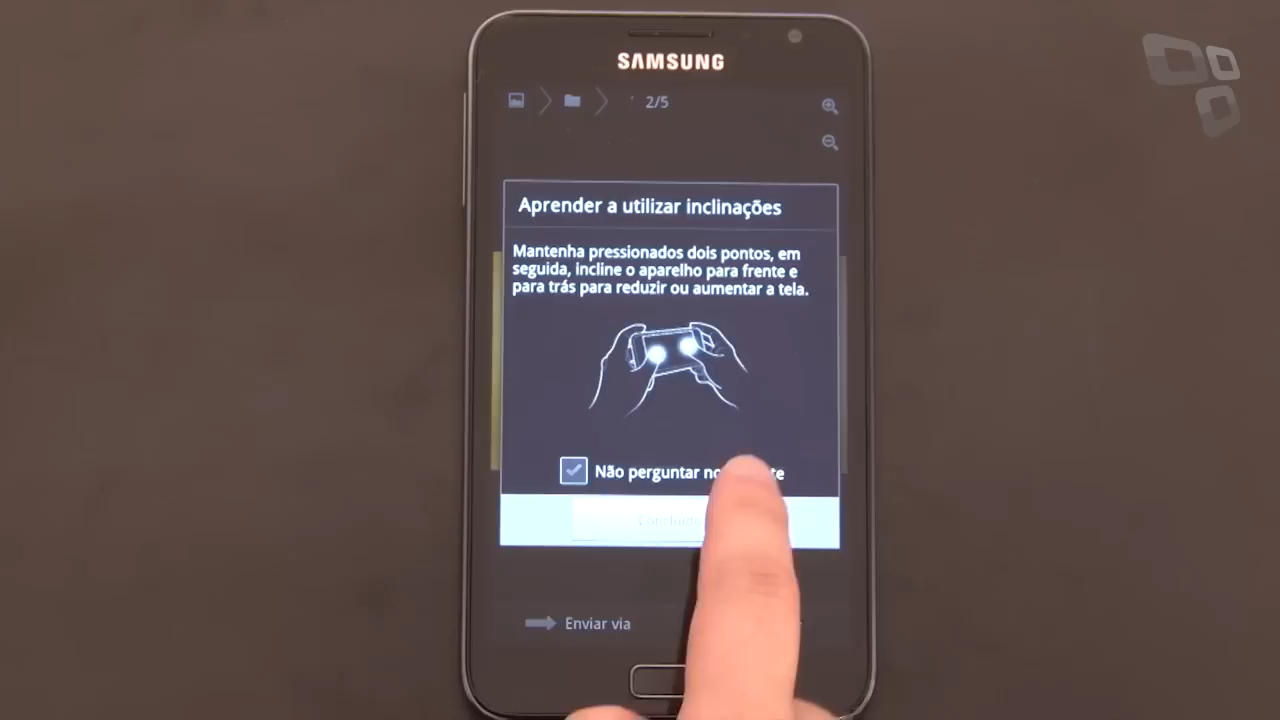 SAMSUNG
2/5
Aprender a utilizar inclinações
Mantenha pressionados dois pontos, em
seguida, incline o aparelho para frente e
para trás para reduzir ou aumentar a tela.
Não perguntar
Enviar via